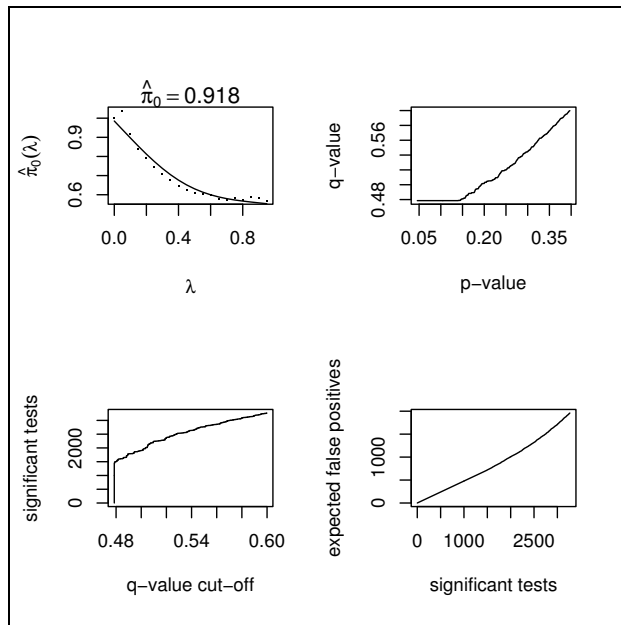 π̂₀ = 0.918
π̂₀(λ)
0.6
0.9
0.0 0.4 0.8
λ
q−value
0.48
0.56
0.05 0.20 0.35
p−value
significant tests
0
2000
0.48 0.54 0.60
q−value cut−off
expected false positives
0
1000
0 1000 2500
significant tests